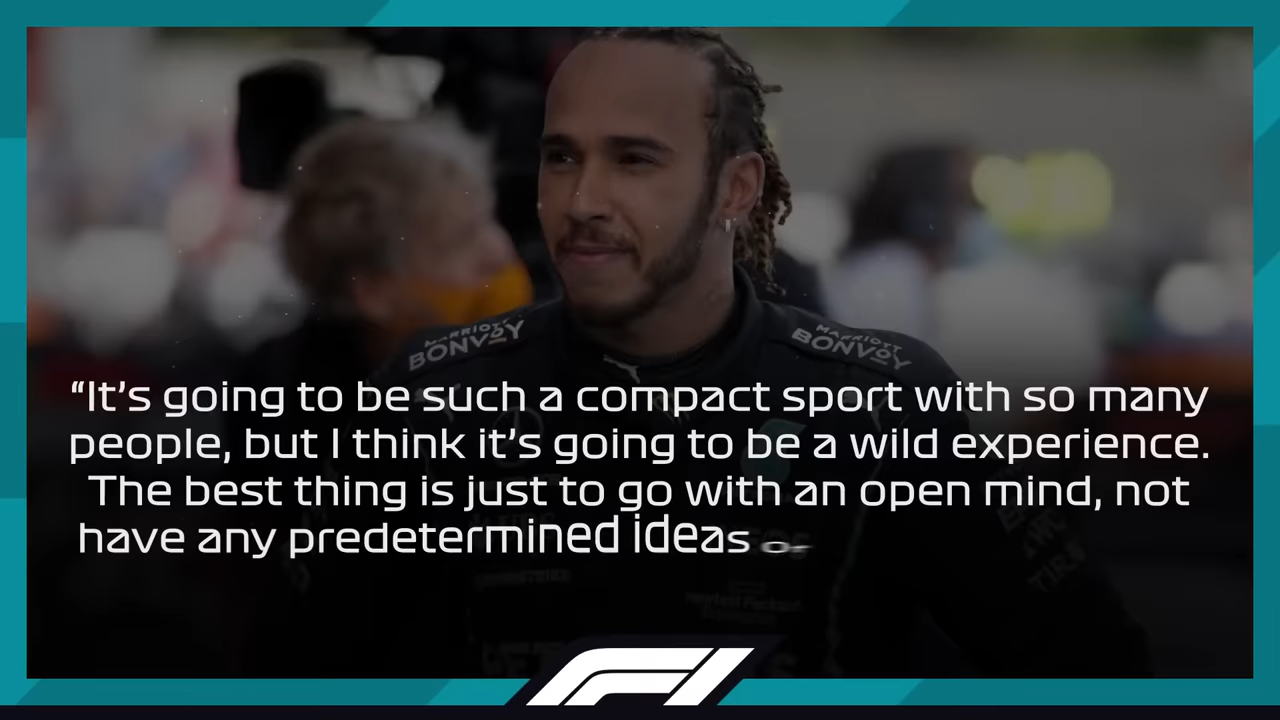 MARRIOTT
BONVOY
MARRIOTT
BONVOY
“It’s going to be such a compact sport with so many
people, but I think it’s going to be a wild experience.
The best thing is just to go with an open mind, not
have any predetermined ideas
F1